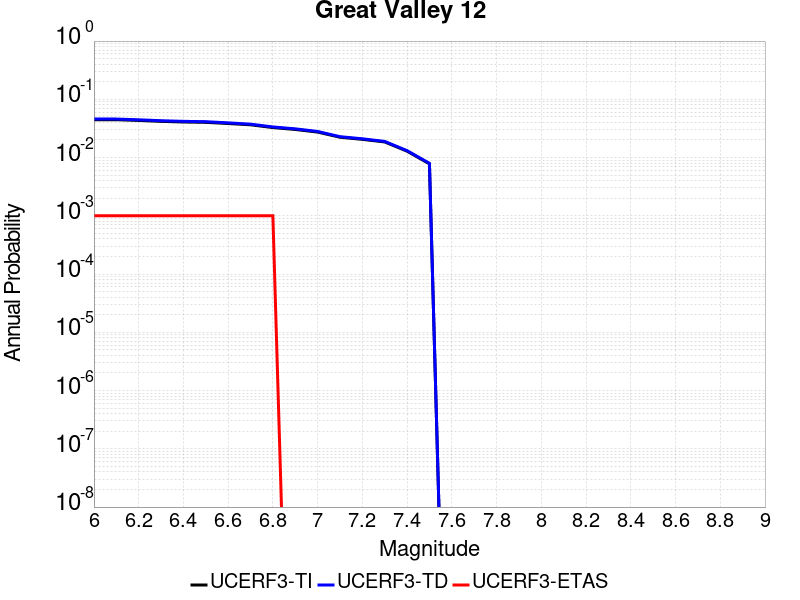 Great Valley 12
10^0
10^-1
10^-2
10^-3
10^-4
10^-5
10^-6
10^-7
10^-8
Annual Probability
6 6.2 6.4 6.6 6.8 7 7.2 7.4 7.6 7.8 8 8.2 8.4 8.6 8.8 9
Magnitude
UCERF3-TI UCERF3-TD UCERF3-ETAS